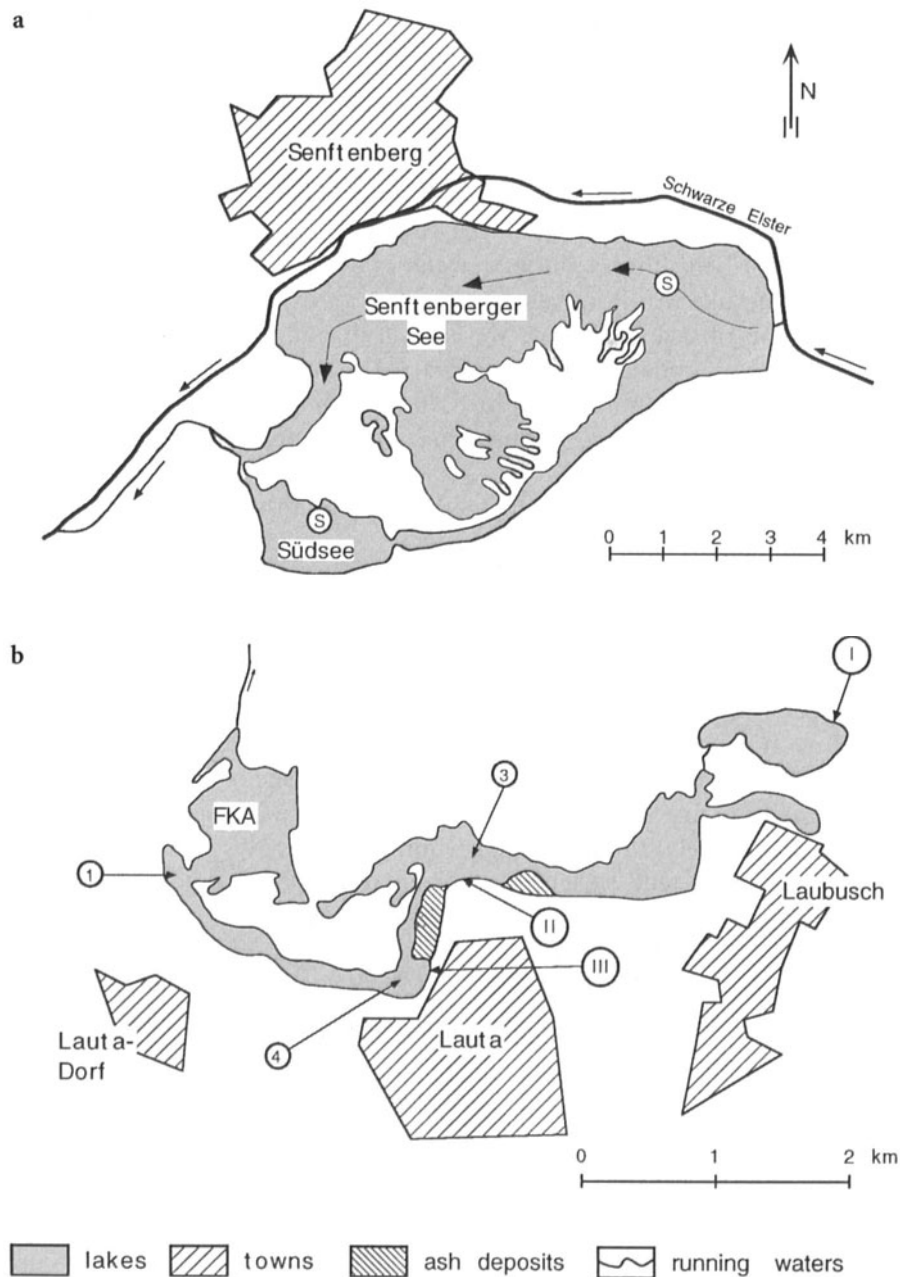 a
N
Senftenberg
Schwarze Elster
S
Senftenberger
See
S
Südsee
0 1 2 3 4 km
b
I
3
FKA
1
Laubusch
II
III
Lauta-
Dorf
4
Lauta
0 1 2 km
lakes towns ash deposits running waters